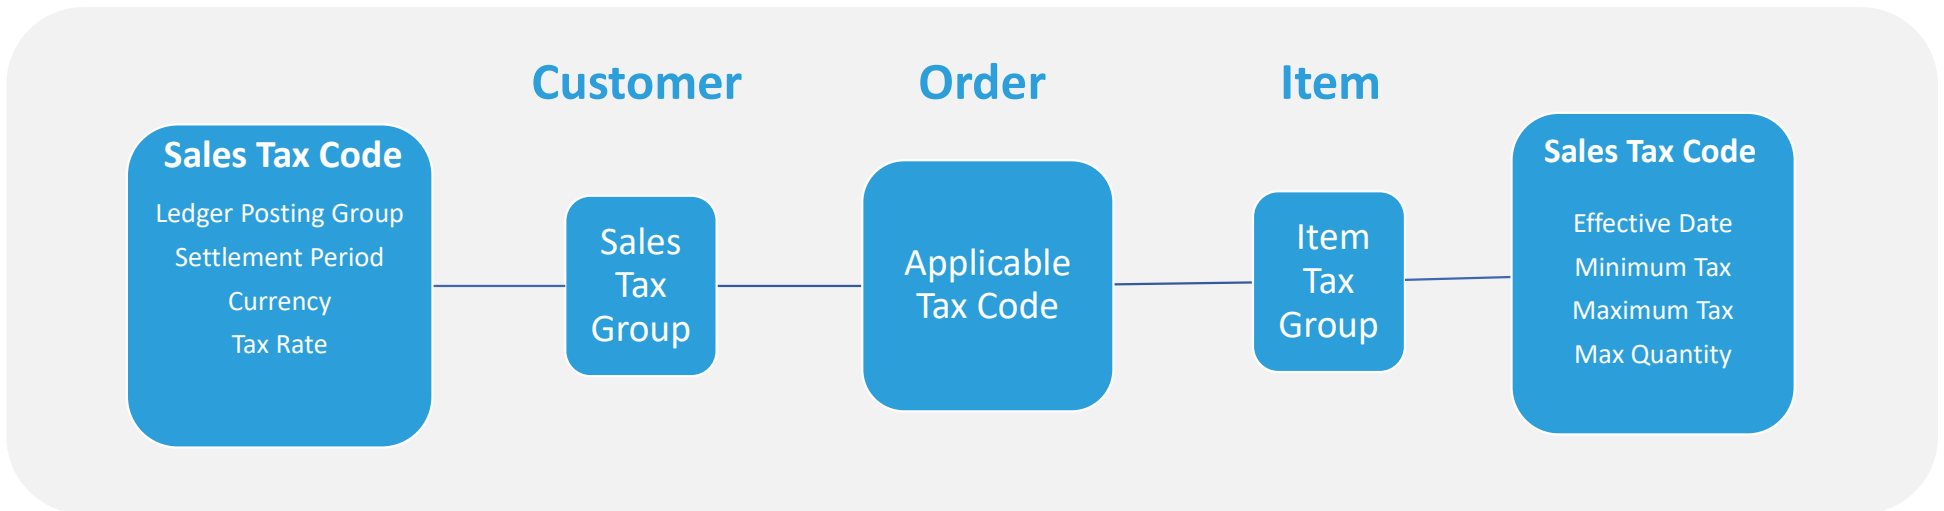 Customer
Order
Item
Sales Tax Code
Ledger Posting Group
Settlement Period
Currency
Tax Rate
Sales
Tax
Group
Applicable
Tax Code
Item
Tax
Group
Sales Tax Code
Effective Date
Minimum Tax
Maximum Tax
Max Quantity